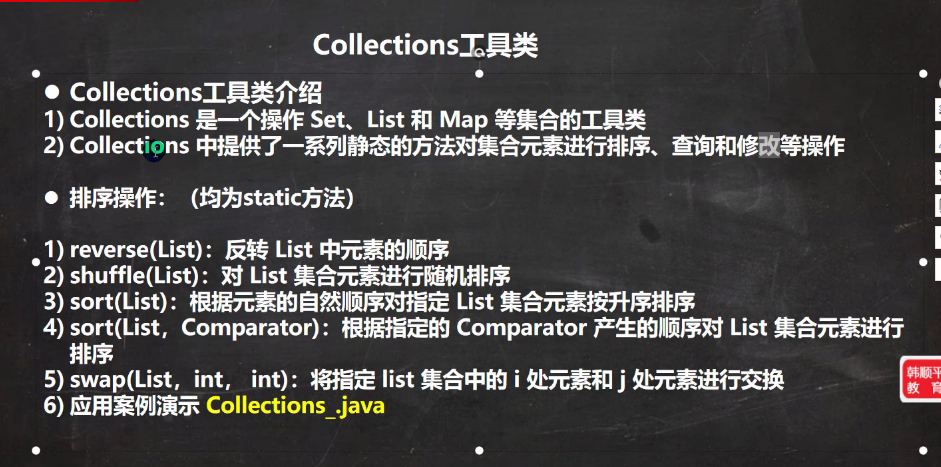 Collections工具类
● Collections工具类介绍
1) Collections 是一个操作 Set、List 和 Map 等集合的工具类
2) Collections 中提供了一系列静态的方法对集合元素进行排序、查询和修改等操作
● 排序操作：（均为static方法）
1) reverse(List)：反转 List 中元素的顺序
2) shuffle(List)：对 List 集合元素进行随机排序
3) sort(List)：根据元素的自然顺序对指定 List 集合元素按升序排序
4) sort(List，Comparator)：根据指定的 Comparator 产生的顺序对 List 集合元素进行
排序
5) swap(List，int， int)：将指定 list 集合中的 i 处元素和 j 处元素进行交换
6) 应用案例演示 Collections_.java
韩顺平
教 育